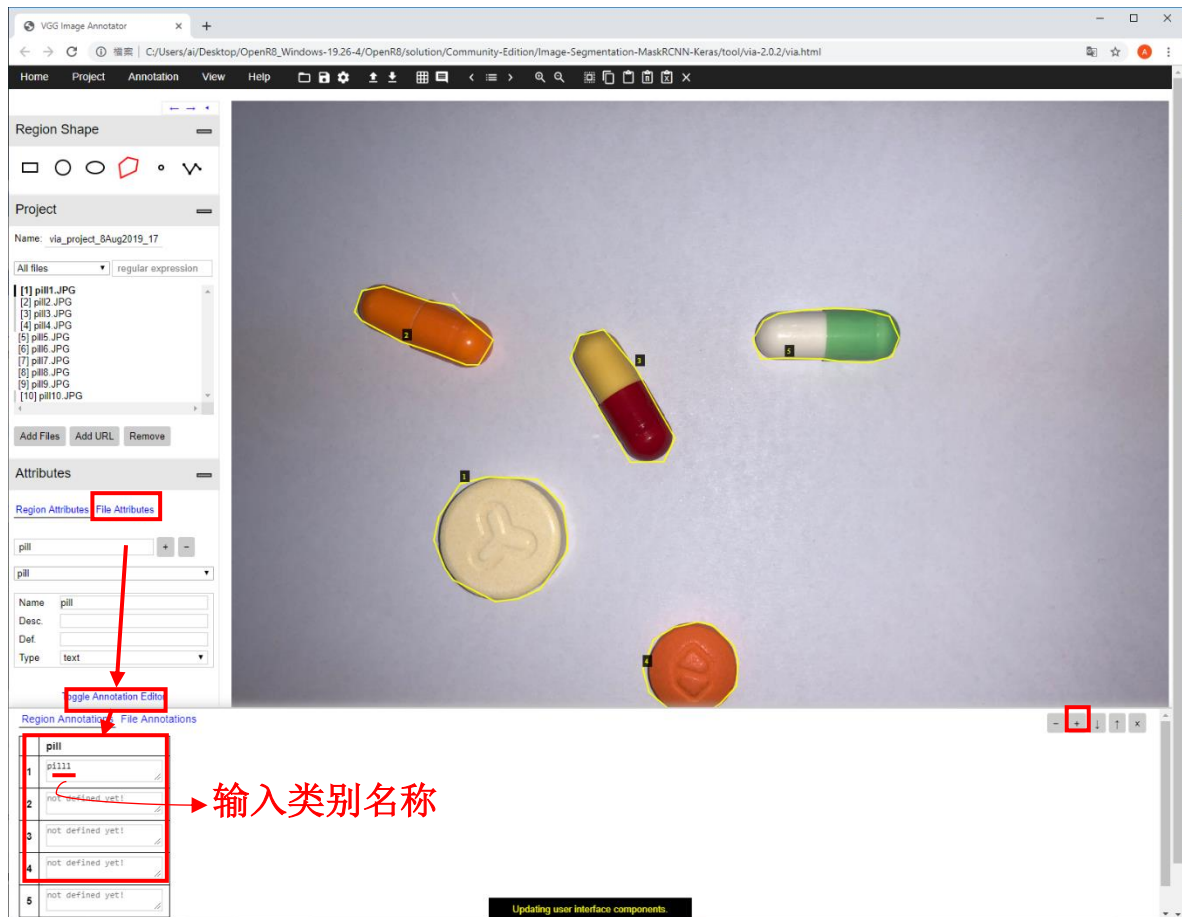 VGG Image Annotator
檔案 | C:/Users/ai/Desktop/OpenR8_Windows-19.26-4/OpenR8/solution/Community-Edition/Image-Segmentation-MaskRCNN-Keras/tool/via-2.0.2/via.html
A
Home Project Annotation View Help
Region Shape
Project
Name: via_project_8Aug2019_17
All files regular expression
[1] pill1.JPG
[2] pill2.JPG
[3] pill3.JPG
[4] pill4.JPG
[5] pill5.JPG
[6] pill6.JPG
[7] pill7.JPG
[8] pill8.JPG
[9] pill9.JPG
[10] pill10.JPG
Add Files Add URL Remove
Attributes
Region Attributes File Attributes
pill + −
pill
Name pill
Desc.
Def.
Type text
Toggle Annotation Editor
2
3
5
1
4
Region Annotations File Annotations
− + ↓ ↑ ×
pill
1 pill1
2 not defined yet!
3 not defined yet!
4 not defined yet!
5 not defined yet!
输入类别名称
Updating user interface components.